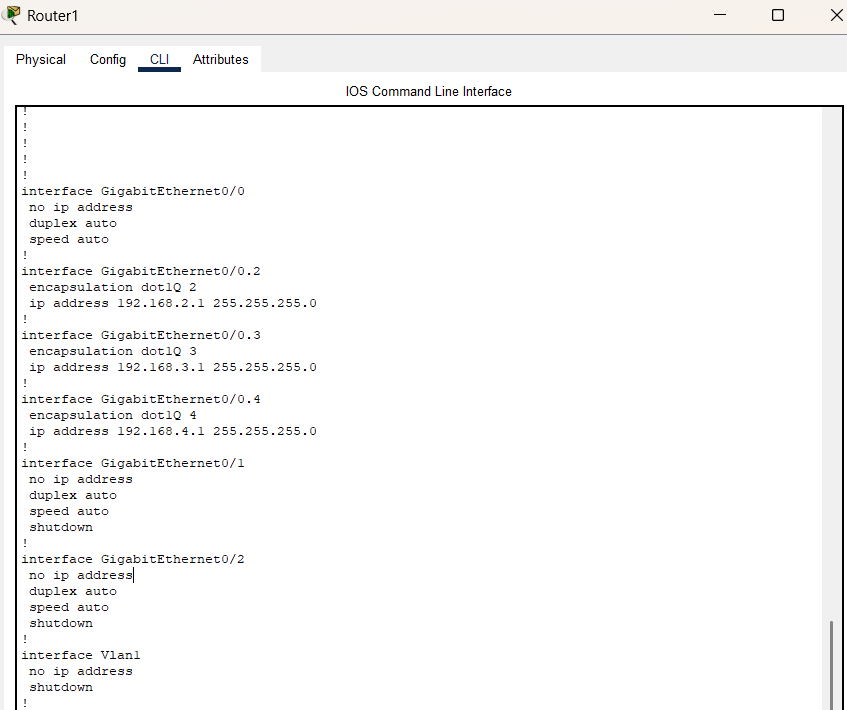 Router1
Physical Config CLI Attributes
IOS Command Line Interface
!
!
!
!
!
interface GigabitEthernet0/0
no ip address
duplex auto
speed auto
!
interface GigabitEthernet0/0.2
encapsulation dot1Q 2
ip address 192.168.2.1 255.255.255.0
!
interface GigabitEthernet0/0.3
encapsulation dot1Q 3
ip address 192.168.3.1 255.255.255.0
!
interface GigabitEthernet0/0.4
encapsulation dot1Q 4
ip address 192.168.4.1 255.255.255.0
!
interface GigabitEthernet0/1
no ip address
duplex auto
speed auto
shutdown
!
interface GigabitEthernet0/2
no ip address
duplex auto
speed auto
shutdown
!
interface Vlan1
no ip address
shutdown
!